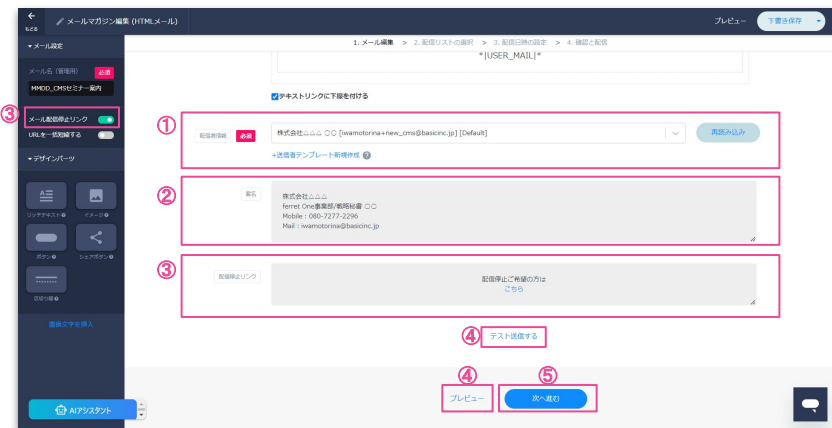 ←
もどる
メールマガジン編集 (HTMLメール)
プレビュー
下書き保存
1. メール編集 > 2. 配信リストの選択 > 3. 配信日時の設定 > 4. 確認と配信
▾メール設定
メール名 (管理用)
必須
MMDD_CMSセミナー案内
③
メール配信停止リンク
URLを一括短縮する
▾デザインパーツ
リッチテキスト
イメージ
ボタン
シェアボタン
区切り線
置換文字を挿入
AIアシスタント
*|USER_MAIL|*
テキストリンクに下線を付ける
①
配信者情報
必須
株式会社△△△ 〇〇 [iwamotorina+new_cms@basicinc.jp] [Default]
再読み込み
+送信者テンプレート新規作成
②
署名
株式会社△△△
ferret One事業部/戦略秘書 〇〇
Mobile : 080-7277-2296
Mail : iwamotorina@basicinc.jp
③
配信停止リンク
配信停止ご希望の方は
こちら
④
テスト送信する
④
プレビュー
⑤
次へ進む